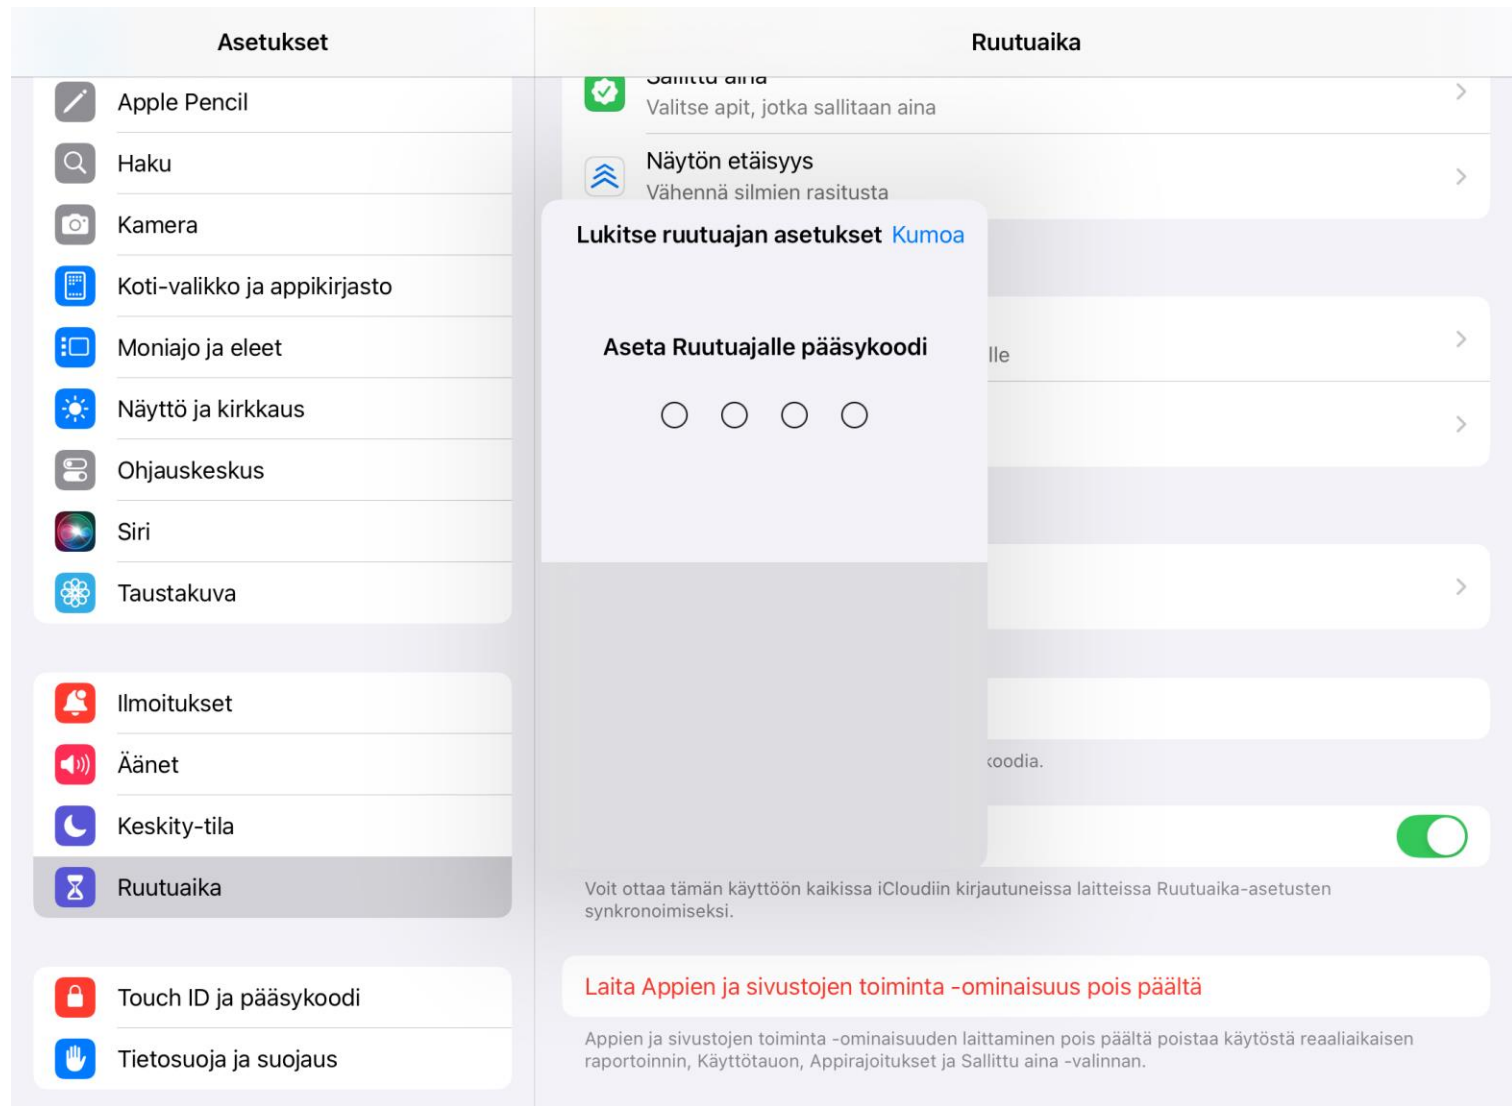 Asetukset
Apple Pencil
Haku
Kamera
Koti-valikko ja appikirjasto
Moniajo ja eleet
Näyttö ja kirkkaus
Ohjauskeskus
Siri
Taustakuva
Ilmoitukset
Äänet
Keskity-tila
Ruutuaika
Touch ID ja pääsykoodi
Tietosuoja ja suojaus
Ruutuaika
Sallittu aina
Valitse apit, jotka sallitaan aina
Näytön etäisyys
Vähennä silmien rasitusta
Lukitse ruutuajan asetukset Kumoa
Aseta Ruutuajalle pääsykoodi
lle
koodia.
Voit ottaa tämän käyttöön kaikissa iCloudiin kirjautuneissa laitteissa Ruutuaika-asetusten
synkronoimiseksi.
Laita Appien ja sivustojen toiminta -ominaisuus pois päältä
Appien ja sivustojen toiminta -ominaisuuden laittaminen pois päältä poistaa käytöstä reaaliaikaisen
raportoinnin, Käyttötauon, Appirajoitukset ja Sallittu aina -valinnan.